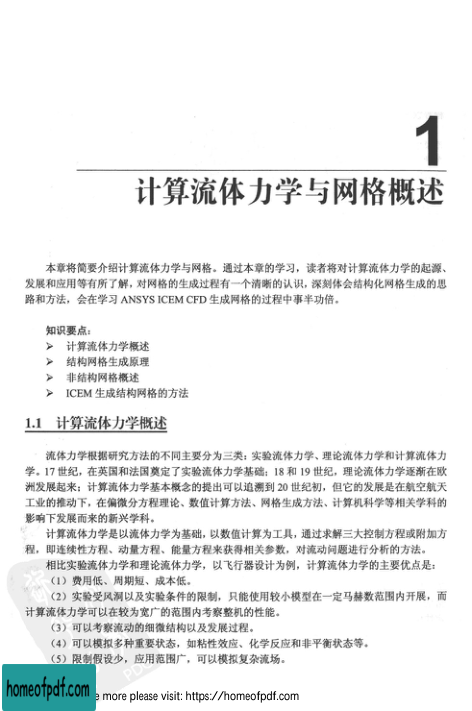 1
计算流体力学与网格概述
本章将简要介绍计算流体力学与网格。通过本章的学习，读者将对计算流体力学的起源、
发展和应用等有所了解，对网格的生成过程有一个清晰的认识，深刻体会结构化网格生成的思
路和方法，会在学习 ANSYS ICEM CFD 生成网格的过程中事半功倍。
知识要点：
➢ 计算流体力学概述
➢ 结构网格生成原理
➢ 非结构网格概述
➢ ICEM 生成结构网格的方法
1.1 计算流体力学概述
流体力学根据研究方法的不同主要分为三类：实验流体力学、理论流体力学和计算流体力
学。17 世纪，在英国和法国奠定了实验流体力学基础；18 和 19 世纪，理论流体力学逐渐在欧
洲发展起来；计算流体力学基本概念的提出可以追溯到 20 世纪初，但它的发展是在航空航天
工业的推动下，在偏微分方程理论、数值计算方法、网格生成方法、计算机科学等相关学科的
影响下发展而来的新兴学科。
计算流体力学是以流体力学为基础，以数值计算为工具，通过求解三大控制方程或附加方
程，即连续性方程、动量方程、能量方程来获得相关参数，对流动问题进行分析的方法。
相比实验流体力学和理论流体力学，以飞行器设计为例，计算流体力学的主要优点是：
（1）费用低、周期短、成本低。
（2）实验受风洞以及实验条件的限制，只能使用较小模型在一定马赫数范围内开展，而
计算流体力学可以在较为宽广的范围内考察整机的性能。
（3）可以考察流动的细微结构以及发展过程。
（4）可以模拟多种重要状态，如粘性效应、化学反应和非平衡状态等。
（5）限制假设少，应用范围广，可以模拟复杂流场。
homeofpdf.com
e more please visit: https://homeofpdf.com